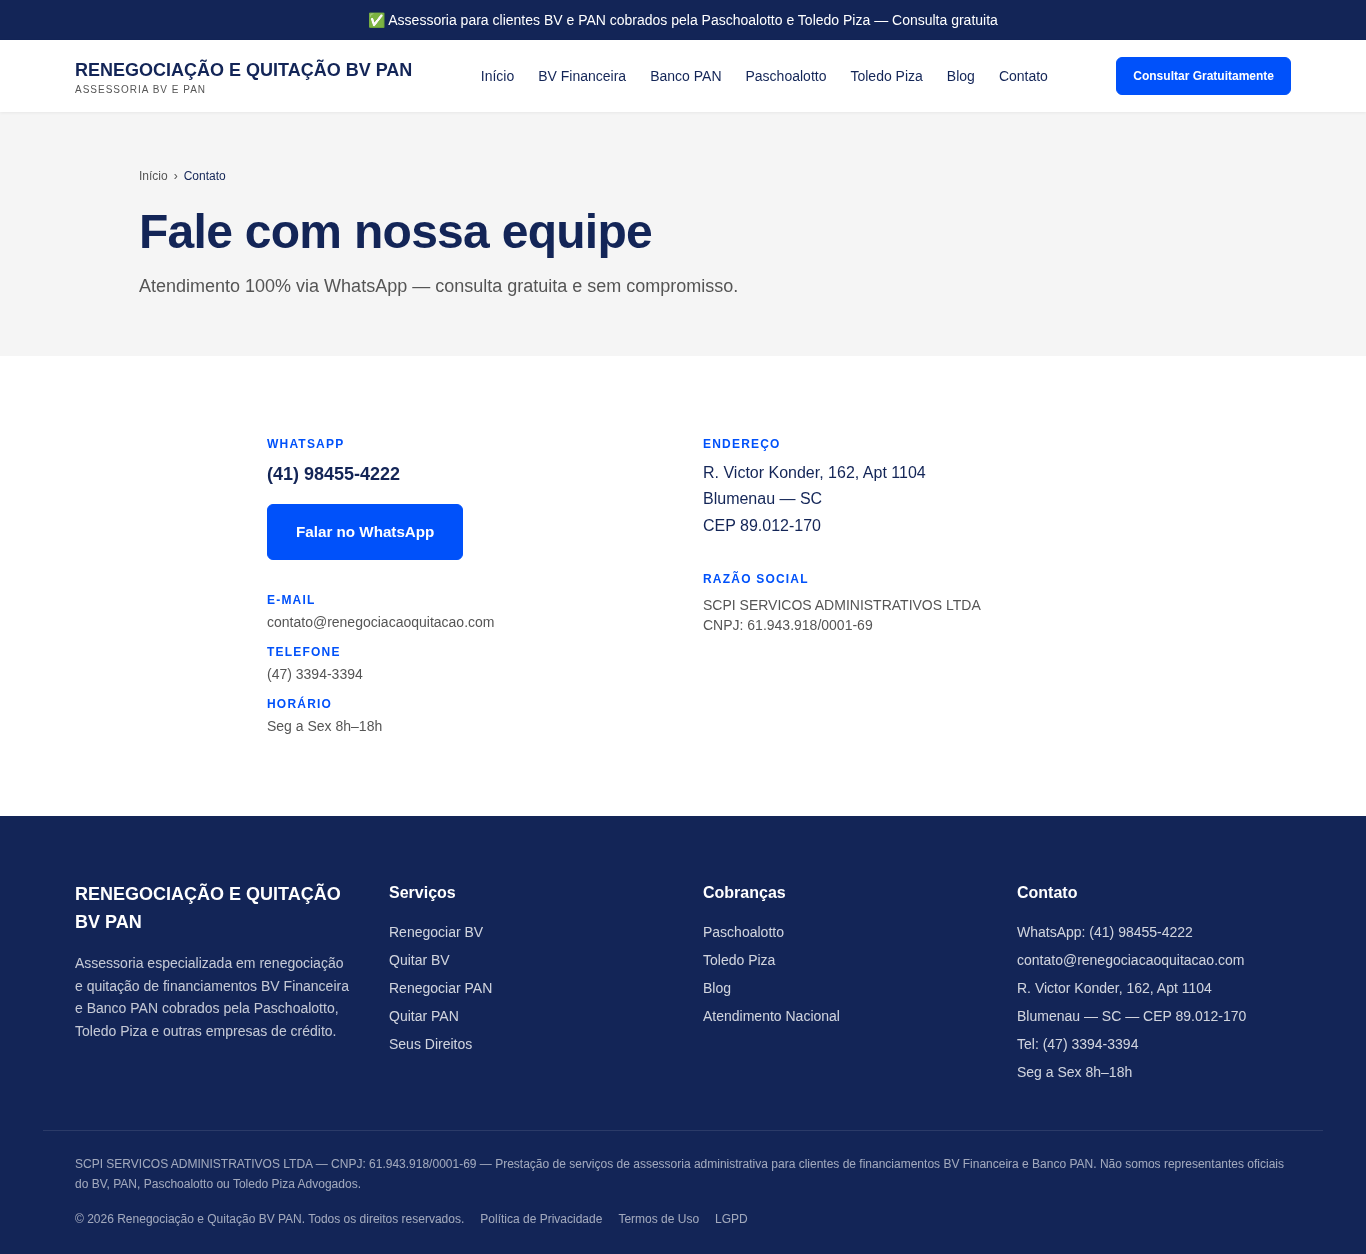 ✅ Assessoria para clientes BV e PAN cobrados pela Paschoalotto e Toledo Piza — Consulta gratuita
RENEGOCIAÇÃO E QUITAÇÃO BV PAN
ASSESSORIA BV E PAN
Início BV Financeira Banco PAN Paschoalotto Toledo Piza Blog Contato
Consultar Gratuitamente
Início › Contato
Fale com nossa equipe
Atendimento 100% via WhatsApp — consulta gratuita e sem compromisso.
WHATSAPP
(41) 98455-4222
Falar no WhatsApp
E-MAIL
contato@renegociacaoquitacao.com
TELEFONE
(47) 3394-3394
HORÁRIO
Seg a Sex 8h–18h
ENDEREÇO
R. Victor Konder, 162, Apt 1104
Blumenau — SC
CEP 89.012-170
RAZÃO SOCIAL
SCPI SERVICOS ADMINISTRATIVOS LTDA
CNPJ: 61.943.918/0001-69
RENEGOCIAÇÃO E QUITAÇÃO
BV PAN
Assessoria especializada em renegociação
e quitação de financiamentos BV Financeira
e Banco PAN cobrados pela Paschoalotto,
Toledo Piza e outras empresas de crédito.
Serviços
Renegociar BV
Quitar BV
Renegociar PAN
Quitar PAN
Seus Direitos
Cobranças
Paschoalotto
Toledo Piza
Blog
Atendimento Nacional
Contato
WhatsApp: (41) 98455-4222
contato@renegociacaoquitacao.com
R. Victor Konder, 162, Apt 1104
Blumenau — SC — CEP 89.012-170
Tel: (47) 3394-3394
Seg a Sex 8h–18h
SCPI SERVICOS ADMINISTRATIVOS LTDA — CNPJ: 61.943.918/0001-69 — Prestação de serviços de assessoria administrativa para clientes de financiamentos BV Financeira e Banco PAN. Não somos representantes oficiais
do BV, PAN, Paschoalotto ou Toledo Piza Advogados.
© 2026 Renegociação e Quitação BV PAN. Todos os direitos reservados. Política de Privacidade Termos de Uso LGPD